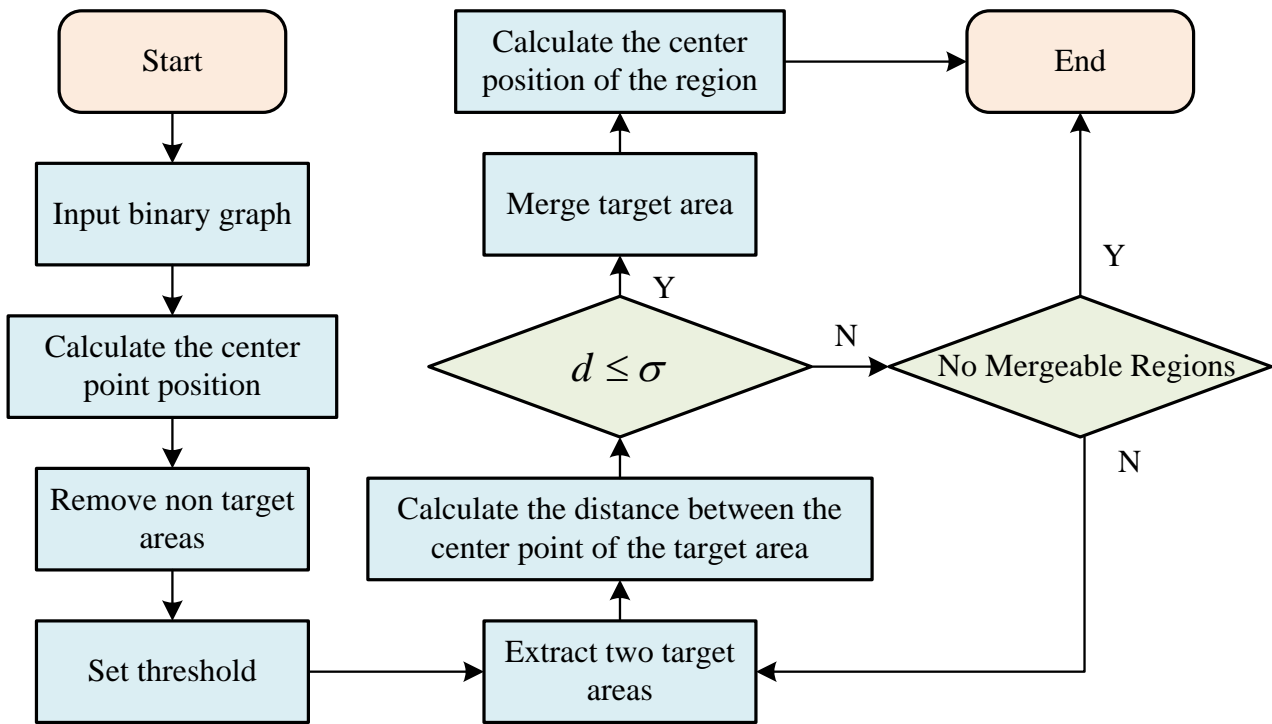 Start
Input binary graph
Calculate the center
point position
Remove non target
areas
Set threshold
Extract two target
areas
Calculate the distance between the
center point of the target area
d ≤ σ
Y
N
Merge target area
Calculate the center
position of the region
No Mergeable Regions
Y
N
End